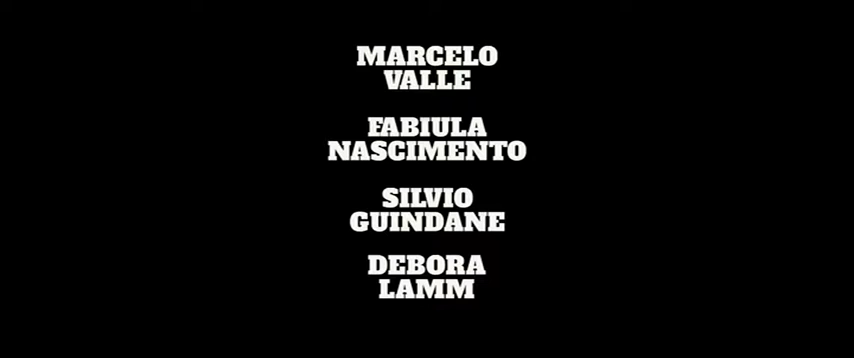 MARCELO
VALLE
FABIULA
NASCIMENTO
SILVIO
GUINDANE
DEBORA
LAMM